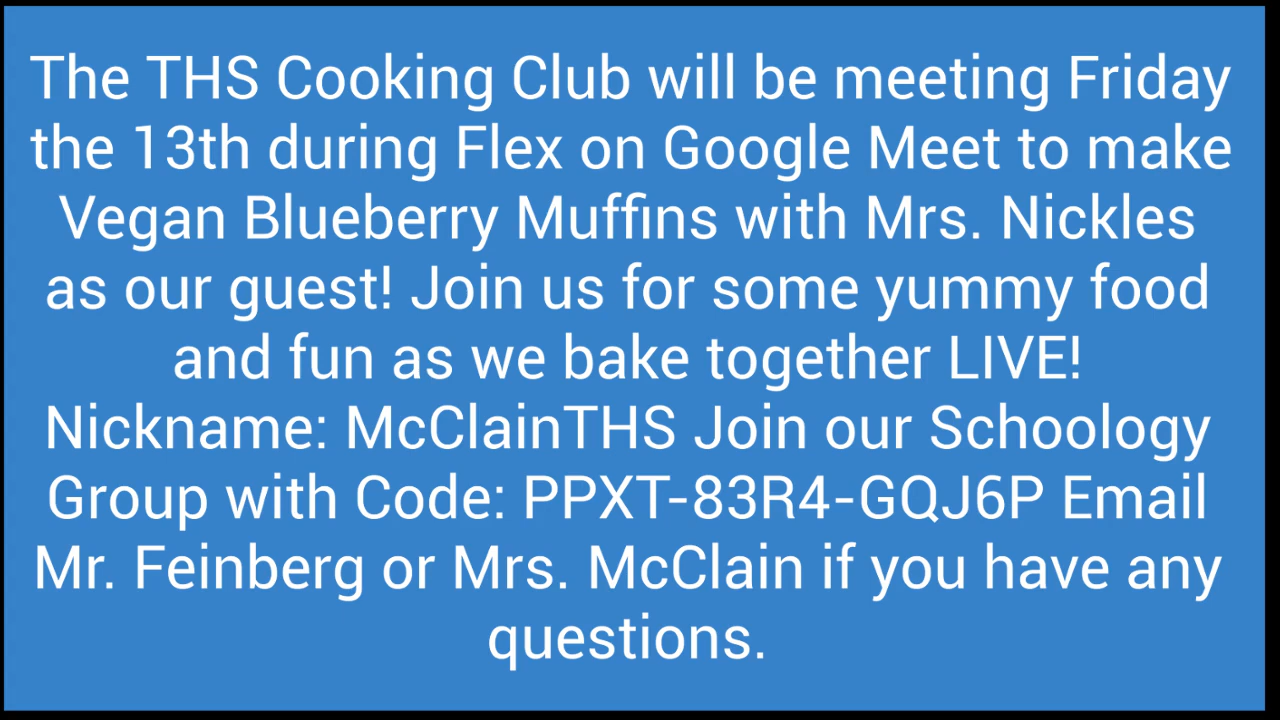 The THS Cooking Club will be meeting Friday
the 13th during Flex on Google Meet to make
Vegan Blueberry Muffins with Mrs. Nickles
as our guest! Join us for some yummy food
and fun as we bake together LIVE!
Nickname: McClainTHS Join our Schoology
Group with Code: PPXT-83R4-GQJ6P Email
Mr. Feinberg or Mrs. McClain if you have any
questions.